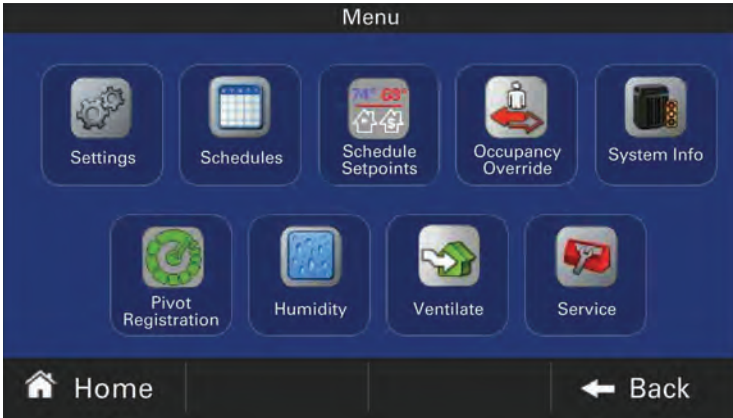 Menu
Settings
Schedules
74° 68°
Schedule
Setpoints
Occupancy
Override
System Info
$
Pivot
Registration
Humidity
Ventilate
Service
Home
Back